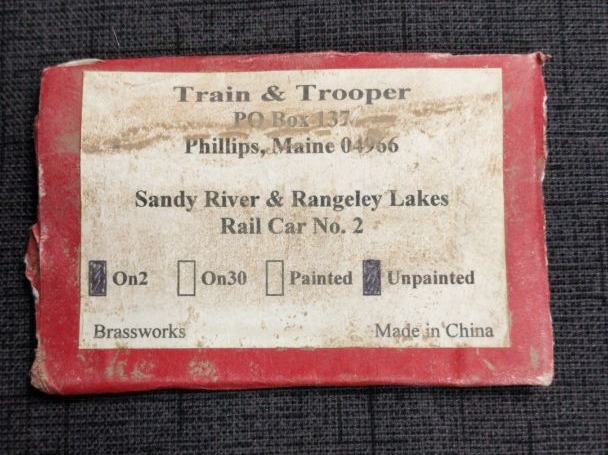 Train & Trooper
PO Box 137
Phillips, Maine 04966
Sandy River & Rangeley Lakes
Rail Car No. 2
On2 On30 Painted Unpainted
Brassworks Made in China